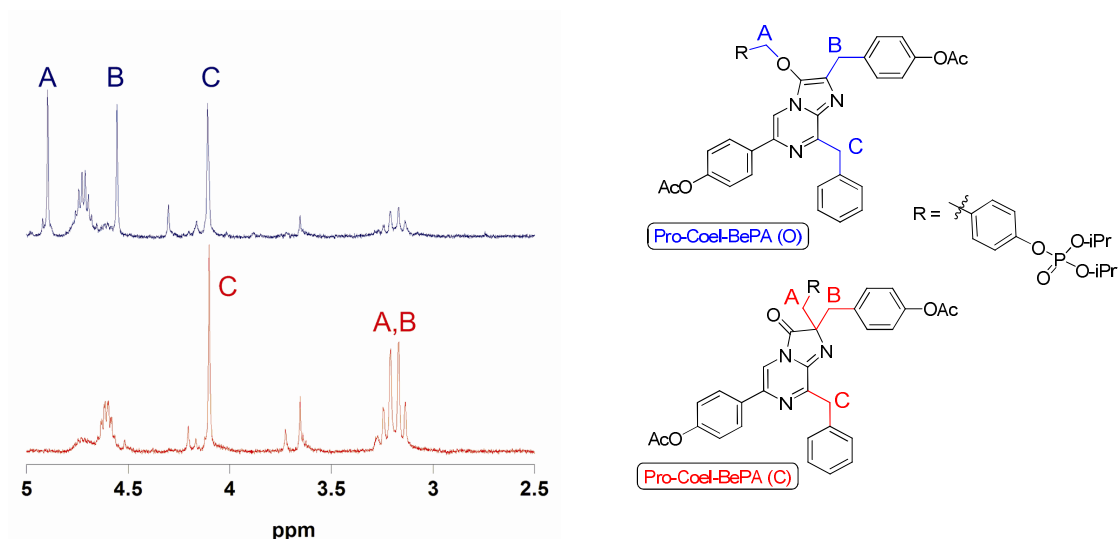 A
B
C
C
A,B
5
4.5
4
3.5
3
2.5
ppm
A
B
R
O
OAc
N
N
N
C
AcO
Pro-Coel-BePA (O)
R =
O
O
P
O-iPr
O-iPr
R
A
B
O
OAc
N
N
N
C
AcO
Pro-Coel-BePA (C)